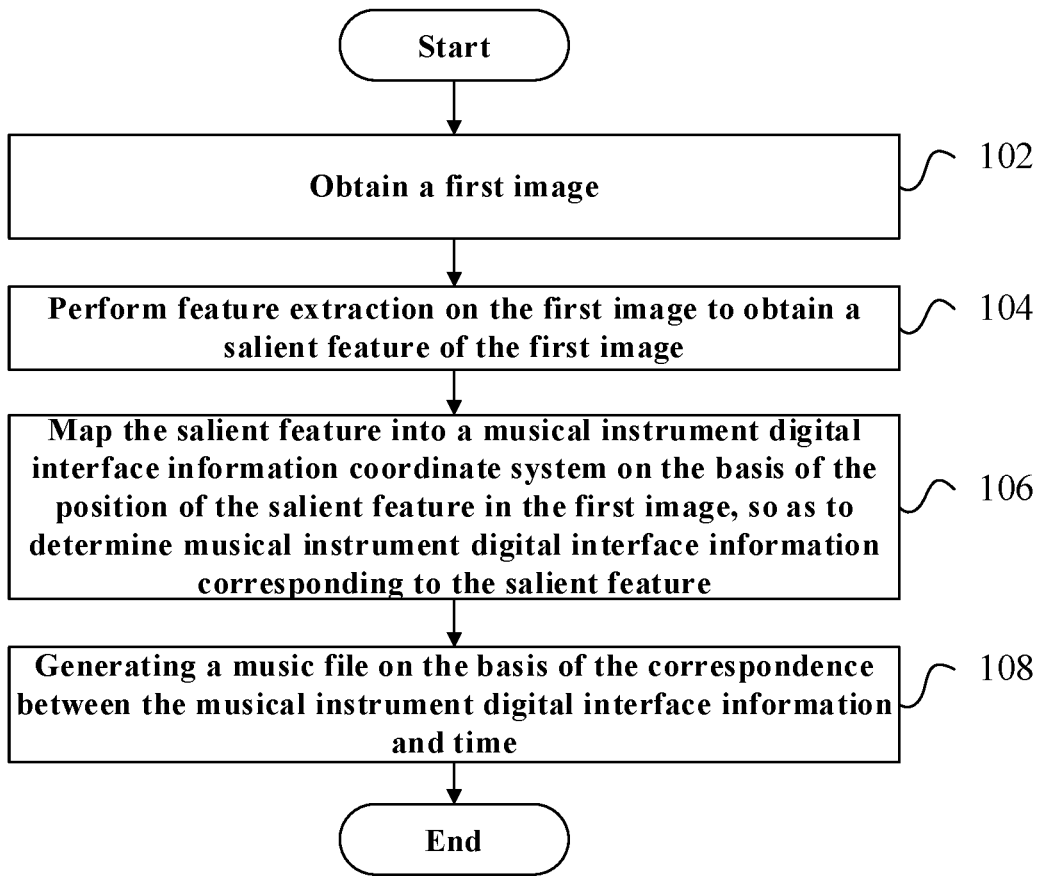 Start
Obtain a first image
102
Perform feature extraction on the first image to obtain a
salient feature of the first image
104
Map the salient feature into a musical instrument digital
interface information coordinate system on the basis of the
position of the salient feature in the first image, so as to
determine musical instrument digital interface information
corresponding to the salient feature
106
Generating a music file on the basis of the correspondence
between the musical instrument digital interface information
and time
108
End